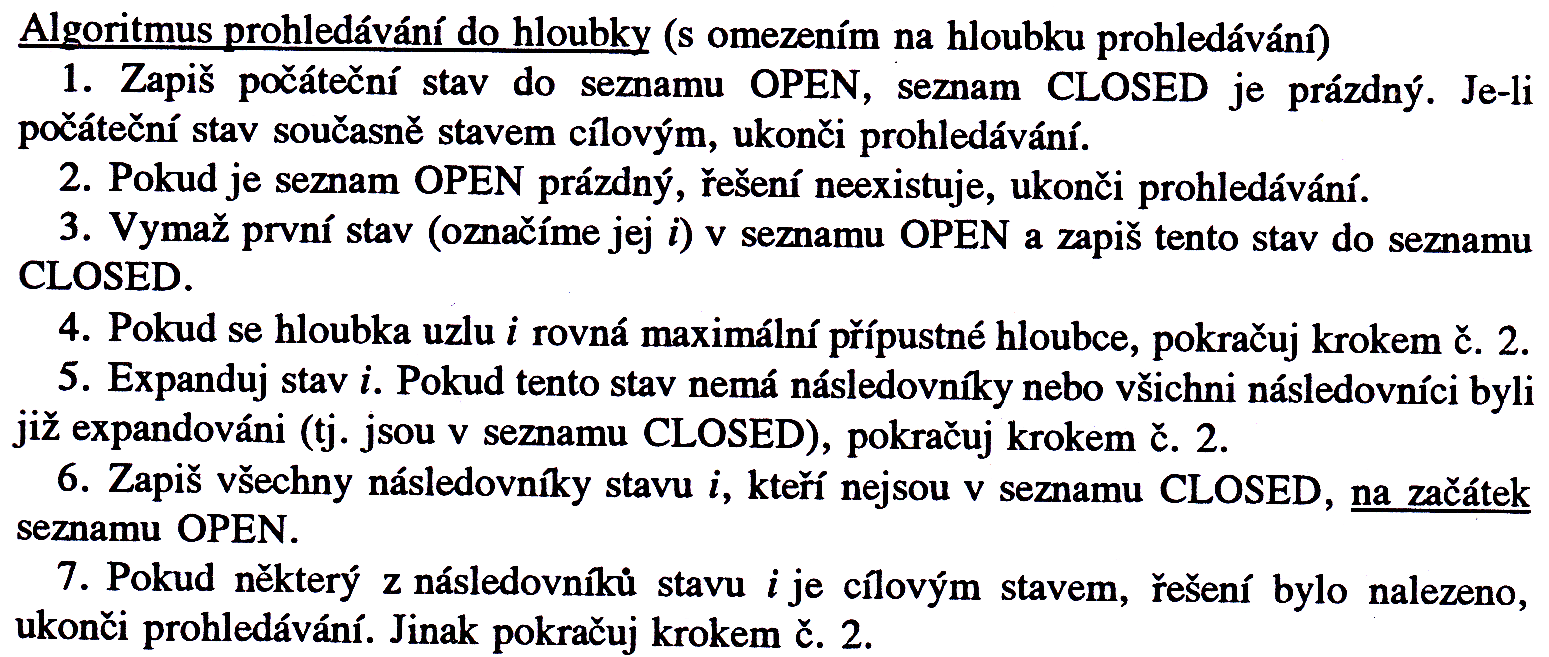 Algoritmus prohledávání do hloubky (s omezením na hloubku prohledávání)
1. Zapiš počáteční stav do seznamu OPEN, seznam CLOSED je prázdný. Je-li
počáteční stav současně stavem cílovým, ukonči prohledávání.
2. Pokud je seznam OPEN prázdný, řešení neexistuje, ukonči prohledávání.
3. Vymaž první stav (označíme jej i) v seznamu OPEN a zapiš tento stav do seznamu
CLOSED.
4. Pokud se hloubka uzlu i rovná maximální přípustné hloubce, pokračuj krokem č. 2.
5. Expanduj stav i. Pokud tento stav nemá následovníky nebo všichni následovníci byli
již expandováni (tj. jsou v seznamu CLOSED), pokračuj krokem č. 2.
6. Zapiš všechny následovníky stavu i, kteří nejsou v seznamu CLOSED, na začátek
seznamu OPEN.
7. Pokud některý z následovníků stavu i je cílovým stavem, řešení bylo nalezeno,
ukonči prohledávání. Jinak pokračuj krokem č. 2.